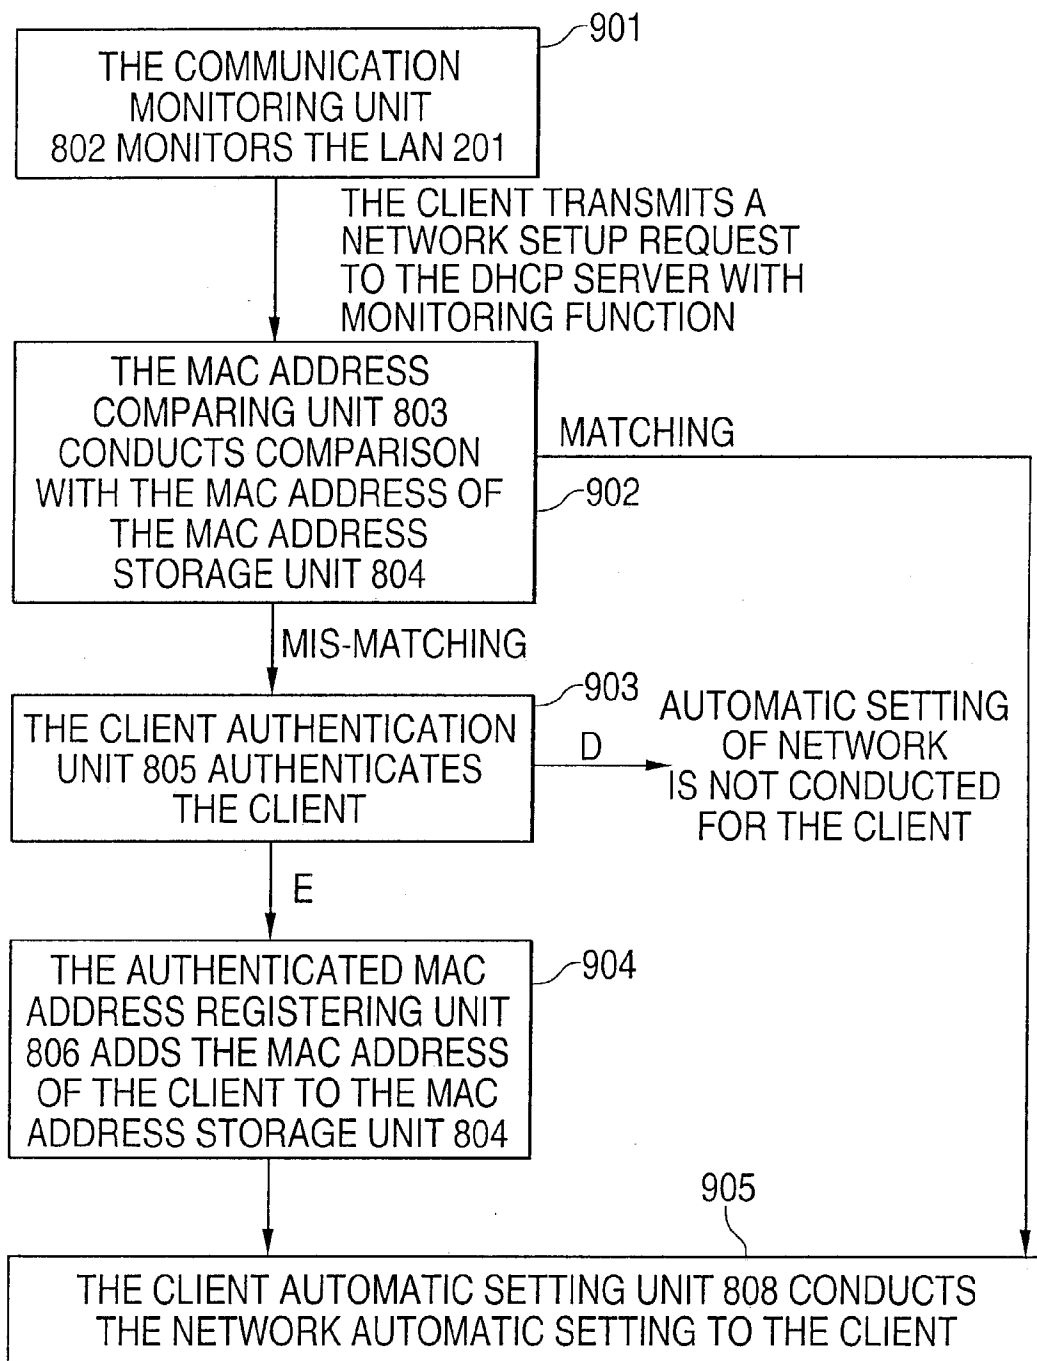 901
THE COMMUNICATION
MONITORING UNIT
802 MONITORS THE LAN 201
THE CLIENT TRANSMITS A
NETWORK SETUP REQUEST
TO THE DHCP SERVER WITH
MONITORING FUNCTION
THE MAC ADDRESS
COMPARING UNIT 803
CONDUCTS COMPARISON
WITH THE MAC ADDRESS OF
THE MAC ADDRESS
STORAGE UNIT 804
MATCHING
902
MIS-MATCHING
903
THE CLIENT AUTHENTICATION
UNIT 805 AUTHENTICATES
THE CLIENT
D
AUTOMATIC SETTING
OF NETWORK
IS NOT CONDUCTED
FOR THE CLIENT
E
904
THE AUTHENTICATED MAC
ADDRESS REGISTERING UNIT
806 ADDS THE MAC ADDRESS
OF THE CLIENT TO THE MAC
ADDRESS STORAGE UNIT 804
905
THE CLIENT AUTOMATIC SETTING UNIT 808 CONDUCTS
THE NETWORK AUTOMATIC SETTING TO THE CLIENT